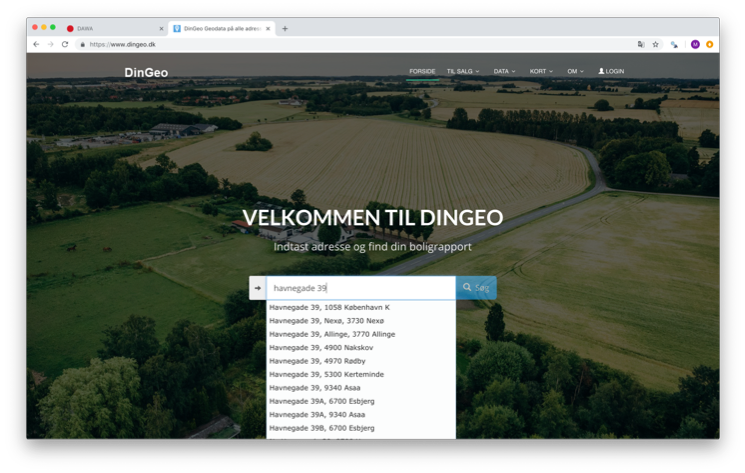 DAWA
DinGeo Geodata på alle adress
https://www.dingeo.dk
M
DinGeo
FORSIDE TIL SALG DATA KORT OM LOGIN
VELKOMMEN TIL DINGEO
Indtast adresse og find din boligrapport
havnegade 39 Søg
Havnegade 39, 1058 København K
Havnegade 39, Nexø, 3730 Nexø
Havnegade 39, Allinge, 3770 Allinge
Havnegade 39, 4900 Nakskov
Havnegade 39, 4970 Rødby
Havnegade 39, 5300 Kerteminde
Havnegade 39, 9340 Asaa
Havnegade 39A, 6700 Esbjerg
Havnegade 39A, 9340 Asaa
Havnegade 39B, 6700 Esbjerg